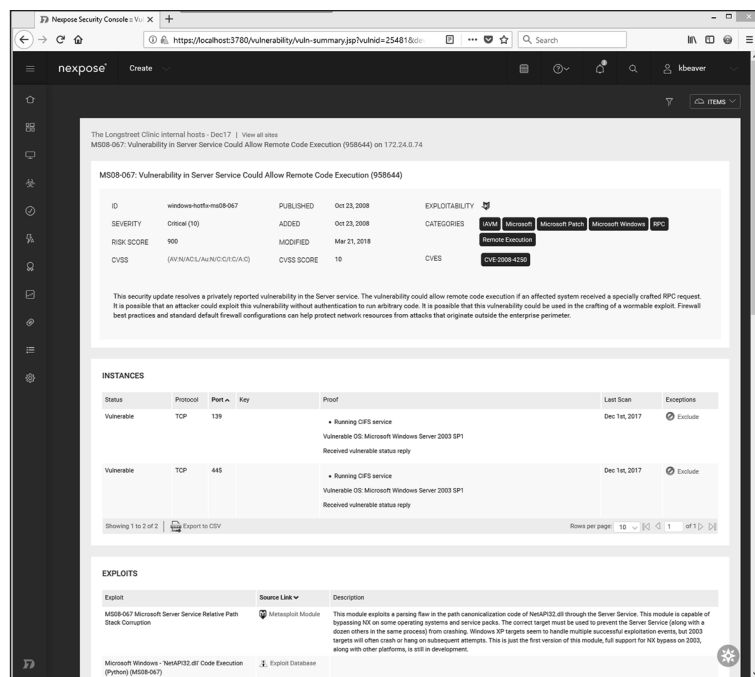 Nexpose Security Console :: Vul
https://localhost:3780/vulnerability/vuln-summary.jsp?vulnid=25481&de
Search
nexpose
Create
kbeaver
ITEMS
The Longstreet Clinic internal hosts - Dec17 | View all sites
MS08-067: Vulnerability in Server Service Could Allow Remote Code Execution (958644) on 172.24.0.74
MS08-067: Vulnerability in Server Service Could Allow Remote Code Execution (958644)
ID windows-hotfix-ms08-067 PUBLISHED Oct 23, 2008 EXPLOITABILITY
SEVERITY Critical (10) ADDED Oct 23, 2008 CATEGORIES IAVM Microsoft Microsoft Patch Microsoft Windows RPC
RISK SCORE 900 MODIFIED Mar 21, 2018 Remote Execution
CVSS (AV:N/AC:L/Au:N/C:C/I:C/A:C) CVSS SCORE 10 CVES CVE-2008-4250
This security update resolves a privately reported vulnerability in the Server service. The vulnerability could allow remote code execution if an affected system received a specially crafted RPC request.
It is possible that an attacker could exploit this vulnerability without authentication to run arbitrary code. It is possible that this vulnerability could be used in the crafting of a wormable exploit. Firewall
best practices and standard default firewall configurations can help protect network resources from attacks that originate outside the enterprise perimeter.
INSTANCES
Status Protocol Port Key Proof Last Scan Exceptions
Vulnerable TCP 139 • Running CIFS service Dec 1st, 2017 Exclude
Vulnerable OS: Microsoft Windows Server 2003 SP1
Received vulnerable status reply
Vulnerable TCP 445 • Running CIFS service Dec 1st, 2017 Exclude
Vulnerable OS: Microsoft Windows Server 2003 SP1
Received vulnerable status reply
Showing 1 to 2 of 2 Export to CSV Rows per page: 10 1 of 1
EXPLOITS
Exploit Source Link Description
MS08-067 Microsoft Server Service Relative Path Metasploit Module This module exploits a parsing flaw in the path canonicalization code of NetAPI32.dll through the Server Service. This module is capable of
Stack Corruption bypassing NX on some operating systems and service packs. The correct target must be used to prevent the Server Service (along with a
dozen others in the same process) from crashing. Windows XP targets seem to handle multiple successful exploitation events, but 2003
targets will often crash or hang on subsequent attempts. This is just the first version of this module, full support for NX bypass on 2003,
along with other platforms, is still in development.
Microsoft Windows - 'NetAPI32.dll' Code Execution Exploit Database
(Python) (MS08-067)